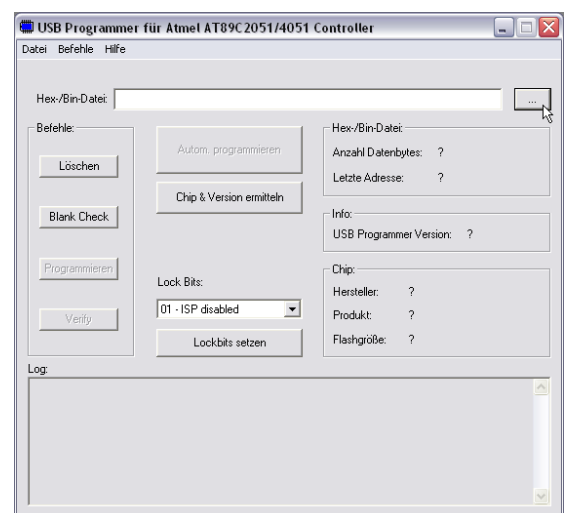 USB Programmer für Atmel AT89C2051/4051 Controller
Datei Befehle Hilfe
Hex-/Bin-Datei:
...
Befehle:
Löschen
Blank Check
Programmieren
Verify
Autom. programmieren
Chip & Version ermitteln
Lock Bits:
01 - ISP disabled
Lockbits setzen
Hex-/Bin-Datei:
Anzahl Datenbytes: ?
Letzte Adresse: ?
Info:
USB Programmer Version: ?
Chip:
Hersteller: ?
Produkt: ?
Flashgröße: ?
Log: